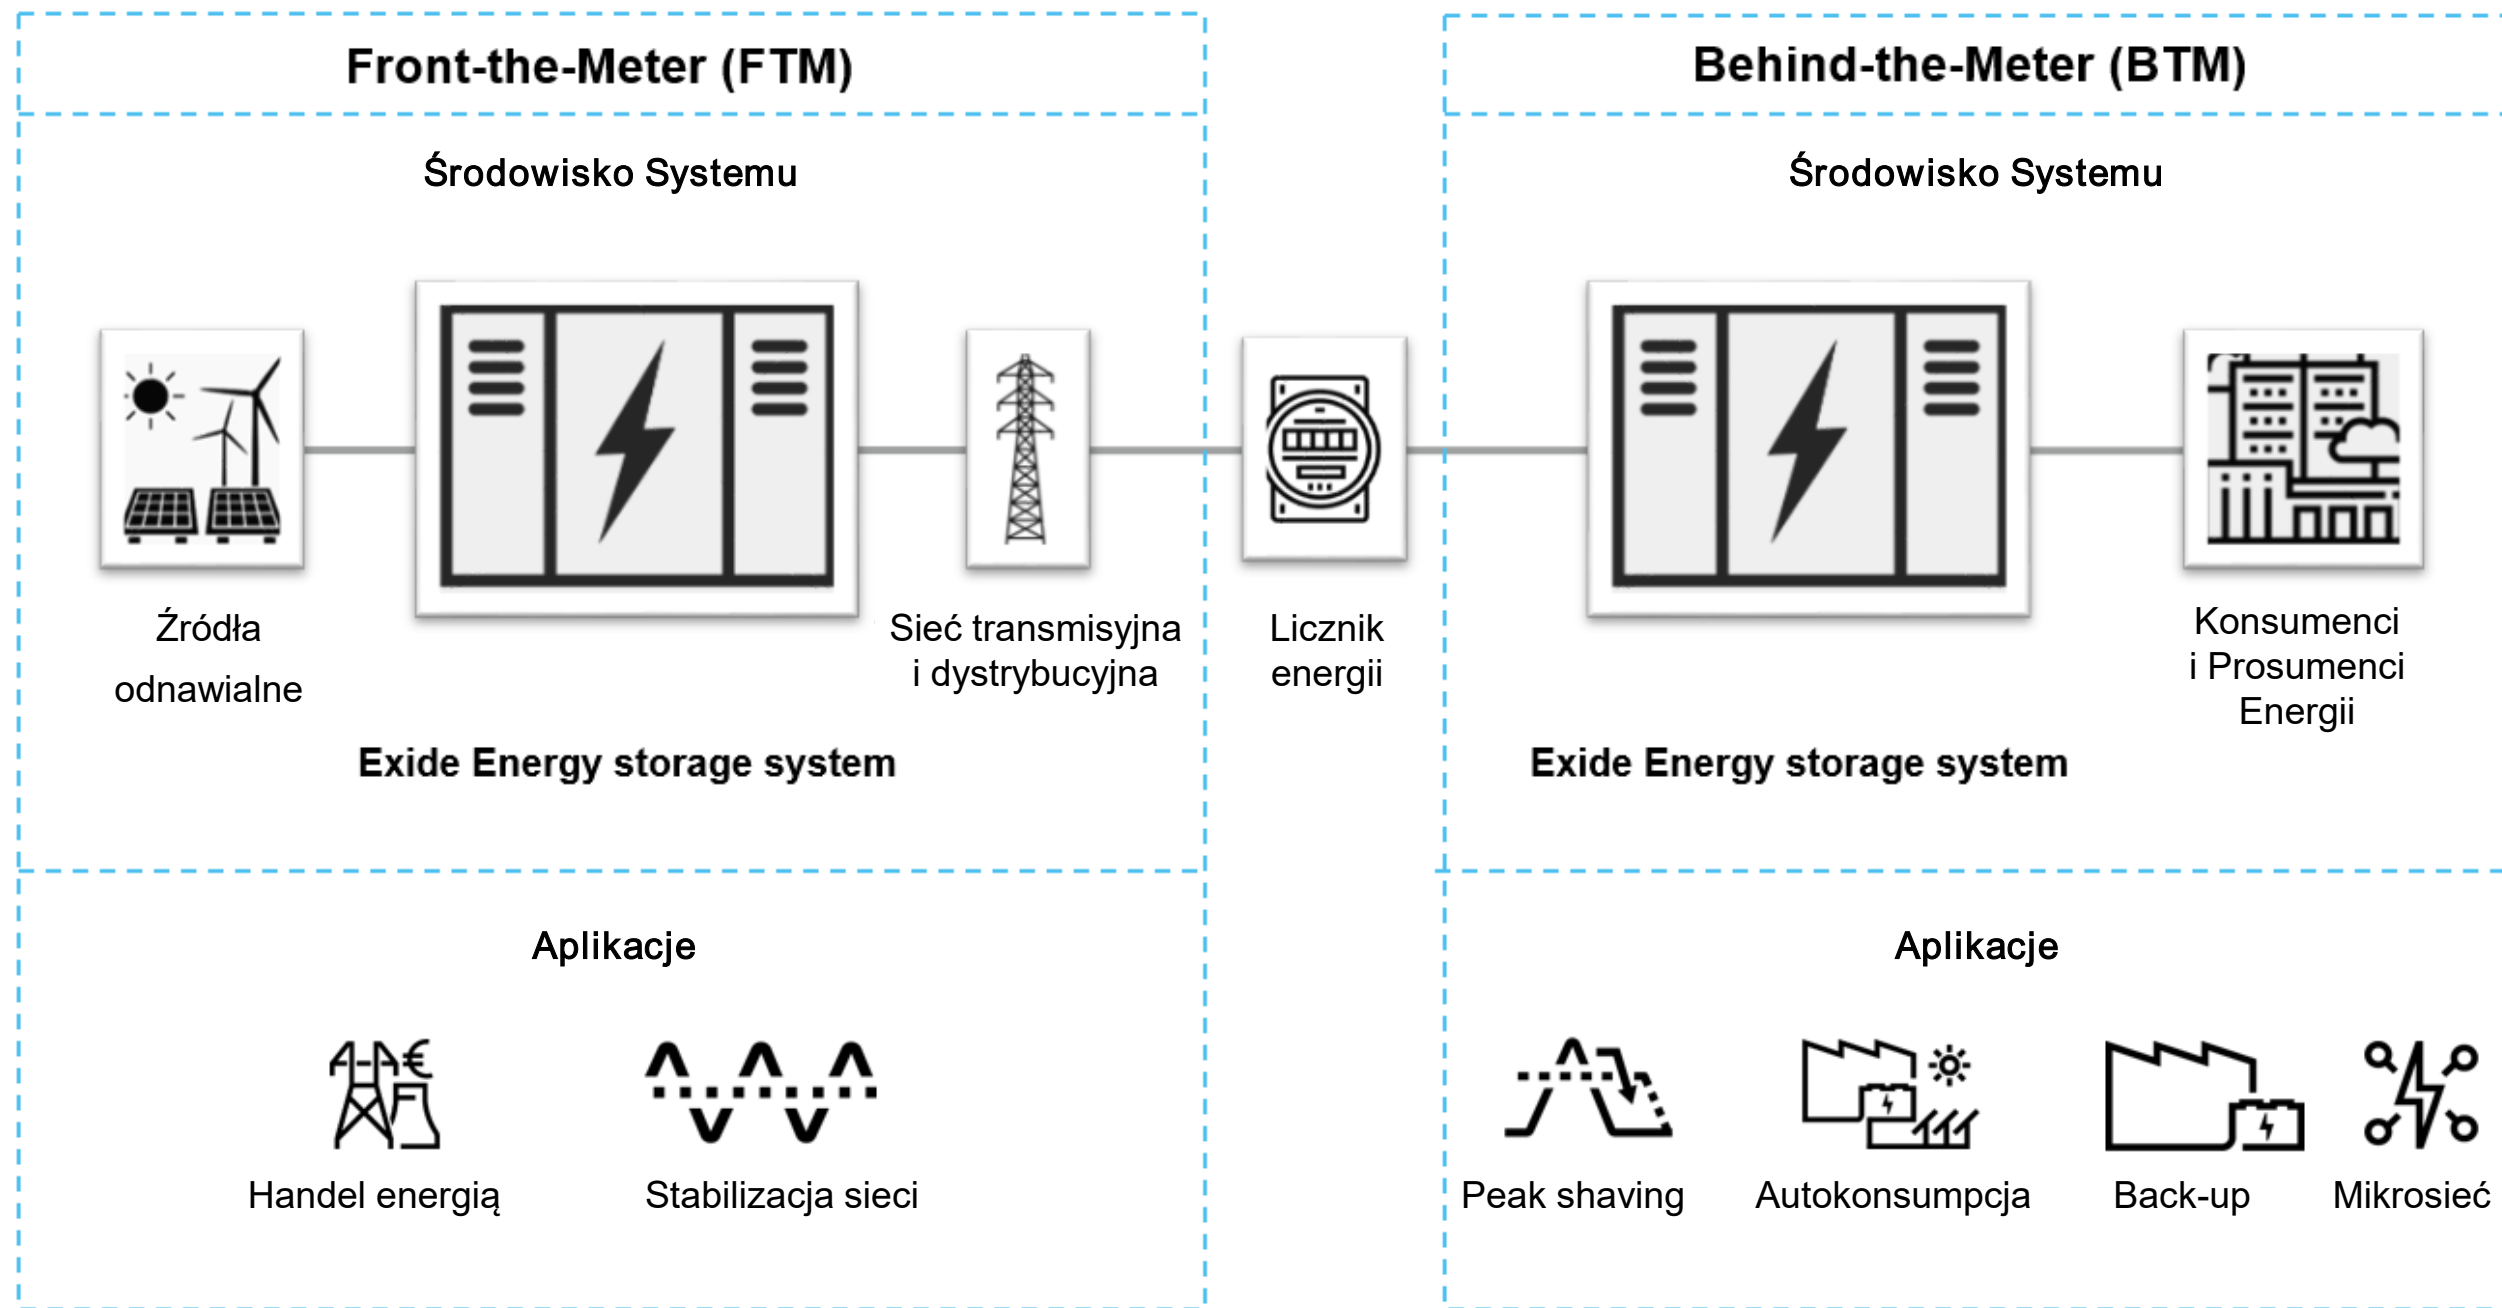 Front-the-Meter (FTM)
Środowisko Systemu
Źródła
odnawialne
Sieć transmisyjna
i dystrybucyjna
Exide Energy storage system
Aplikacje
Handel energią
Stabilizacja sieci
Licznik
energii
Behind-the-Meter (BTM)
Środowisko Systemu
Konsumenci
i Prosumenci
Energii
Exide Energy storage system
Aplikacje
Peak shaving
Autokonsumpcja
Back-up
Mikrosieć